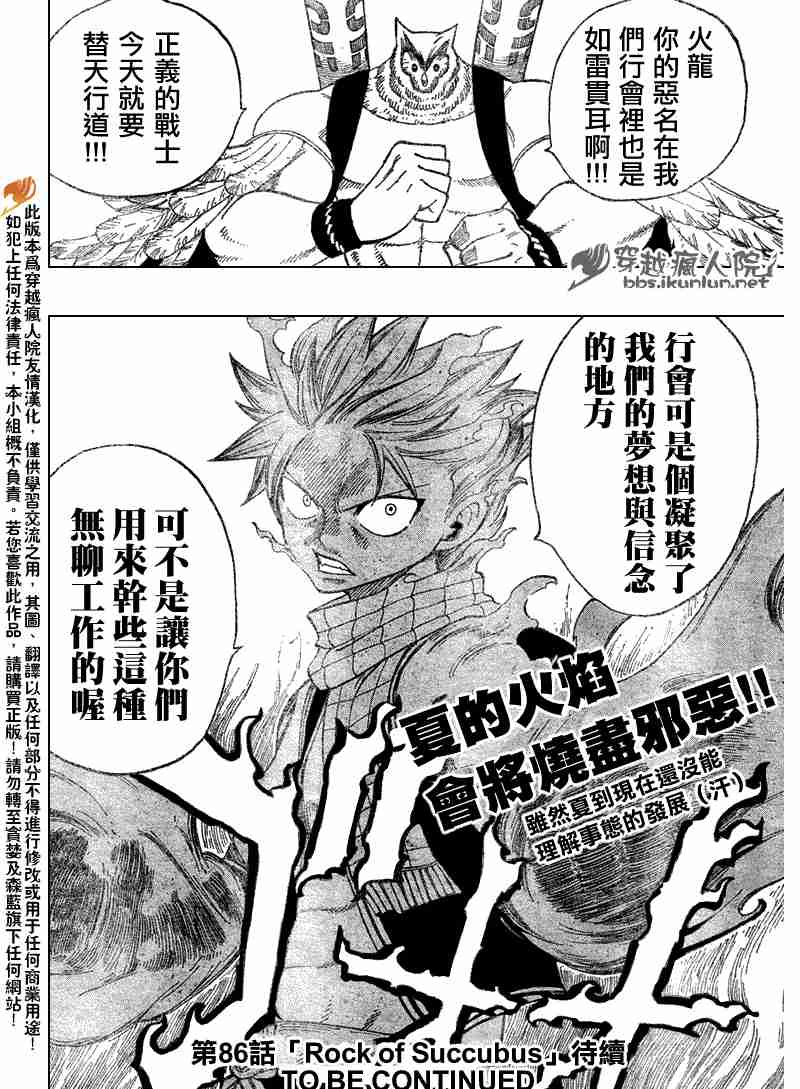 火龍
你的惡名在我
們行會裡也是
如雷貫耳啊!!!
正義的戰士
今天就要
替天行道
!!!
穿越瘋人院
bbs.ikunlun.net
行會可是個凝聚了
我們的夢想與信念
的地方
可不是讓你們
用來幹些這種
無聊工作的喔
夏的火焰
會將燒盡邪惡!!
雖然夏到現在還沒能
理解事態的發展（汗）
第86話「Rock of Succubus」待續
TO BE CONTINUED
此版本爲穿越瘋人院友情漢化，僅供學習交流之用，其圖、翻譯以及任何部分不得進行修改或用于任何商業用途！
如犯上任何法律責任，本小組概不負責。若您喜歡此作品，請購買正版！請勿轉至貪婪及森藍旗下任何網站！